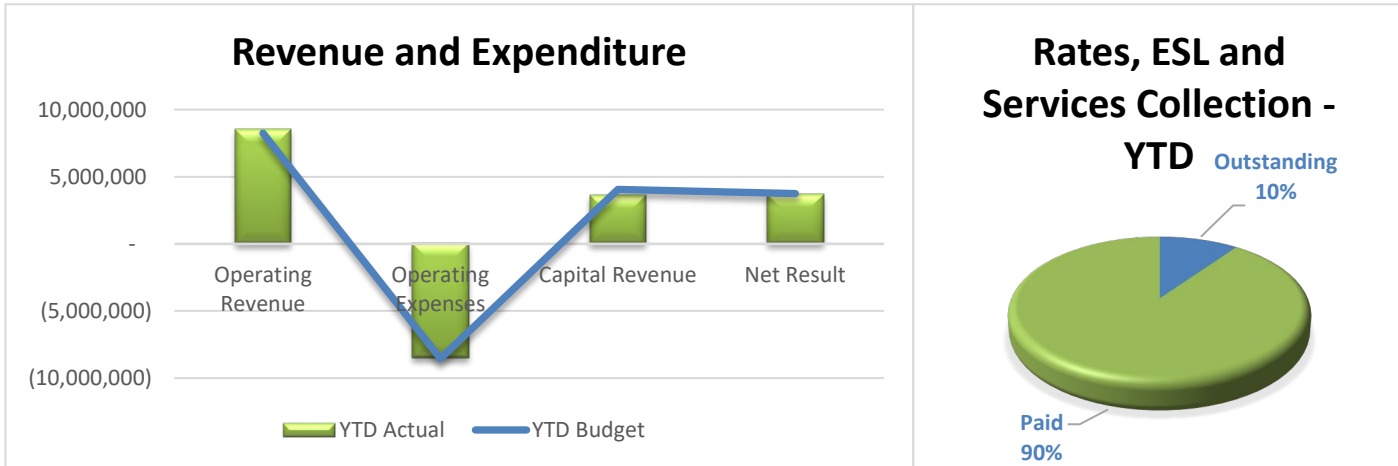 Revenue and Expenditure
10,000,000
5,000,000
-
(5,000,000)
(10,000,000)
Operating
Revenue
Operating
Expenses
Capital Revenue
Net Result
YTD Actual
YTD Budget
Rates, ESL and
Services Collection -
YTD
Outstanding
10%
Paid
90%